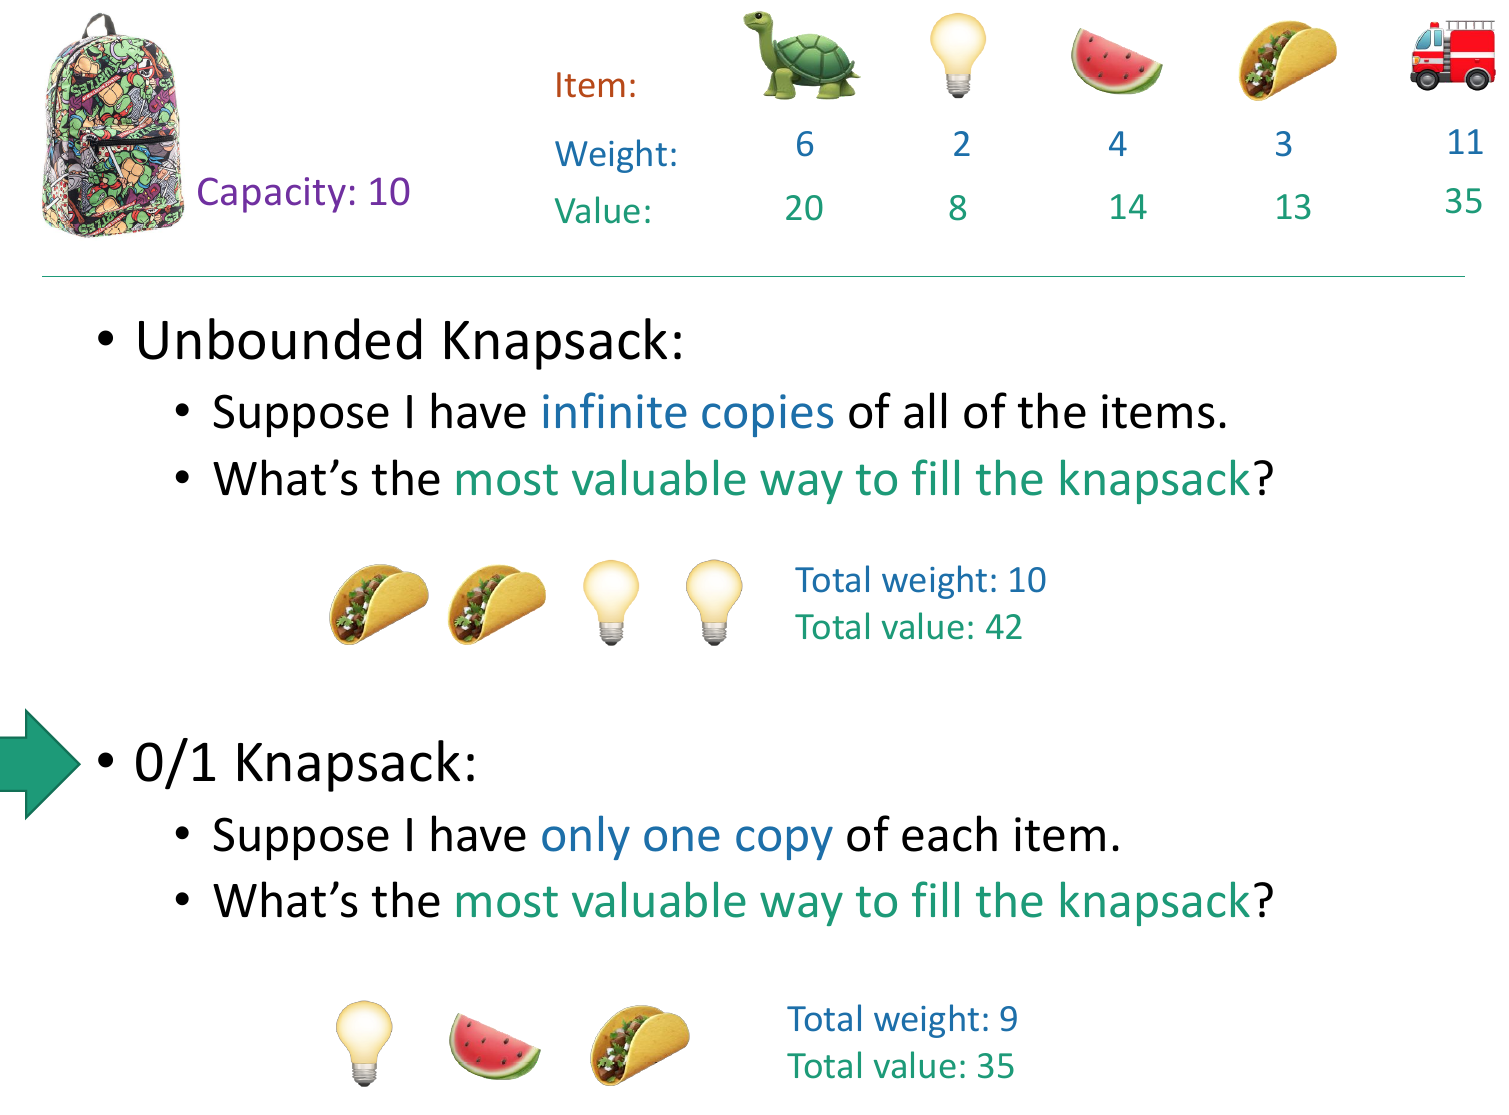 Item:
Weight: 6 2 4 3 11
Capacity: 10
Value: 20 8 14 13 35
• Unbounded Knapsack:
• Suppose I have infinite copies of all of the items.
• What’s the most valuable way to fill the knapsack?
Total weight: 10
Total value: 42
• 0/1 Knapsack:
• Suppose I have only one copy of each item.
• What’s the most valuable way to fill the knapsack?
Total weight: 9
Total value: 35